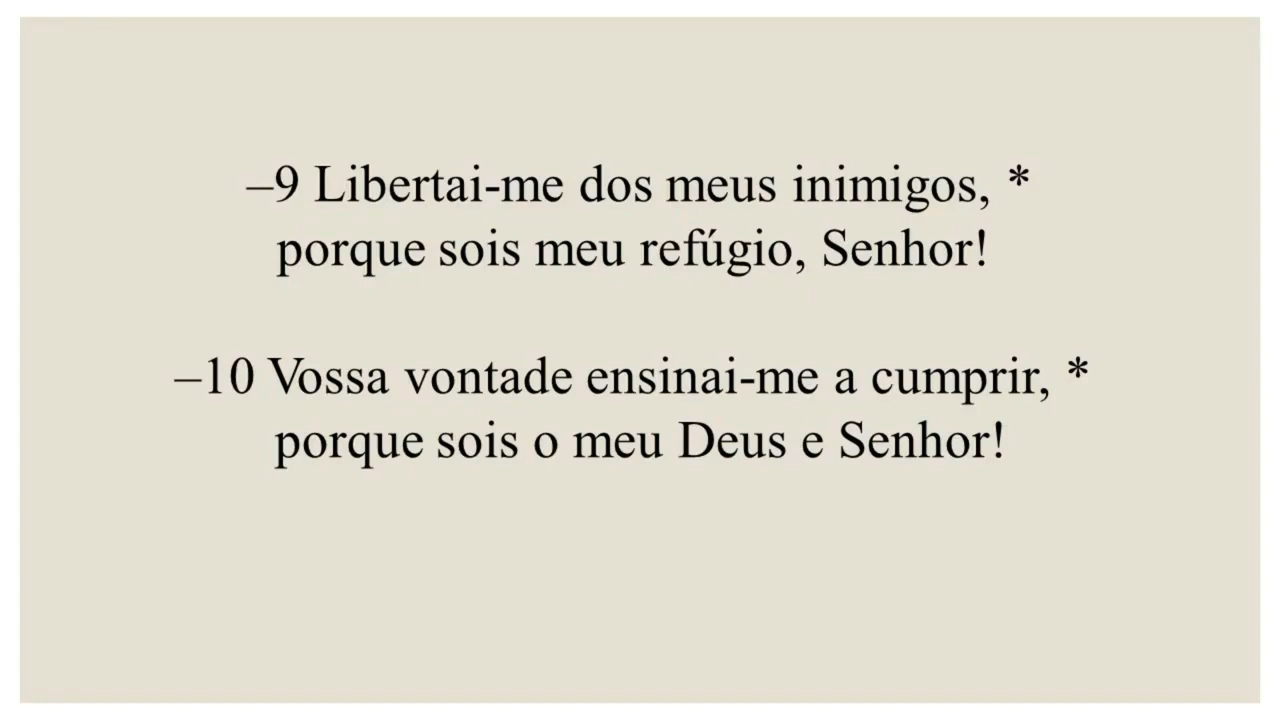 –9 Libertai-me dos meus inimigos, *
porque sois meu refúgio, Senhor!
–10 Vossa vontade ensinai-me a cumprir, *
porque sois o meu Deus e Senhor!